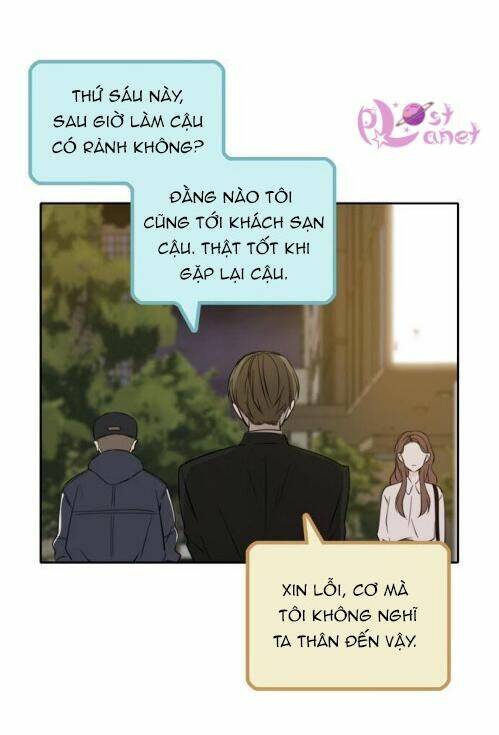 THỨ SÁU NÀY,
SAU GIỜ LÀM CẬU
CÓ RẢNH KHÔNG?
Lost
Planet
ĐẰNG NÀO TÔI
CŨNG TỚI KHÁCH SẠN
CẬU. THẬT TỐT KHI
GẶP LẠI CẬU.
XIN LỖI, CƠ MÀ
TÔI KHÔNG NGHĨ
TA THÂN ĐẾN VẬY.